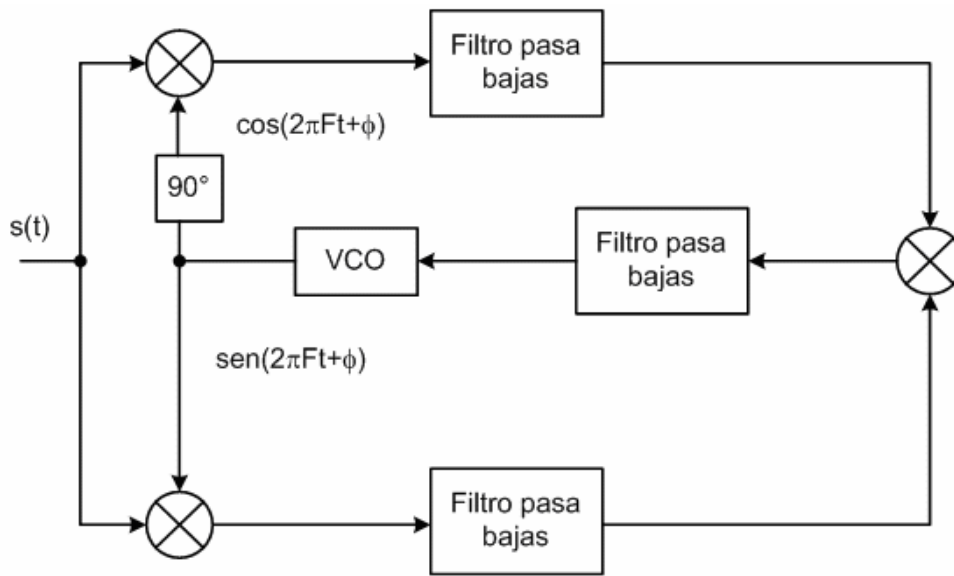 Filtro pasa
bajas
cos(2πFt+ϕ)
90°
s(t)
VCO
Filtro pasa
bajas
sen(2πFt+ϕ)
Filtro pasa
bajas